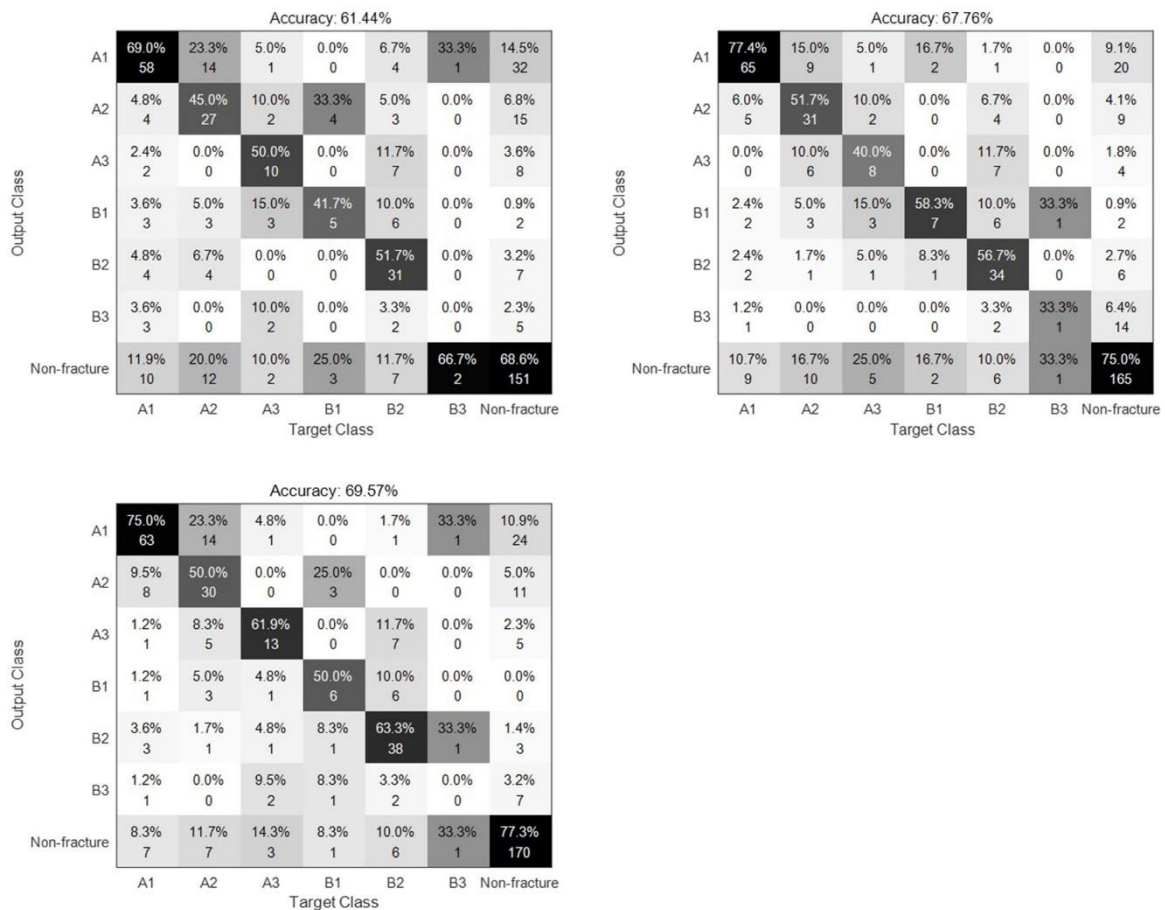 Accuracy: 61.44%
Output Class
A1
69.0% 23.3% 5.0% 0.0% 6.7% 33.3% 14.5%
58 14 1 0 4 1 32
A2
4.8% 45.0% 10.0% 33.3% 5.0% 0.0% 6.8%
4 27 2 4 3 0 15
A3
2.4% 0.0% 50.0% 0.0% 11.7% 0.0% 3.6%
2 0 10 0 7 0 8
B1
3.6% 5.0% 15.0% 41.7% 10.0% 0.0% 0.9%
3 3 3 5 6 0 2
B2
4.8% 6.7% 0.0% 0.0% 51.7% 0.0% 3.2%
4 4 0 0 31 0 7
B3
3.6% 0.0% 10.0% 0.0% 3.3% 0.0% 2.3%
3 0 2 0 2 0 5
Non-fracture
11.9% 20.0% 10.0% 25.0% 11.7% 66.7% 68.6%
10 12 2 3 7 2 151
A1 A2 A3 B1 B2 B3 Non-fracture
Target Class
Accuracy: 67.76%
Output Class
A1
77.4% 15.0% 5.0% 16.7% 1.7% 0.0% 9.1%
65 9 1 2 1 0 20
A2
6.0% 51.7% 10.0% 0.0% 6.7% 0.0% 4.1%
5 31 2 0 4 0 9
A3
0.0% 10.0% 40.0% 0.0% 11.7% 0.0% 1.8%
0 6 8 0 7 0 4
B1
2.4% 5.0% 15.0% 58.3% 10.0% 33.3% 0.9%
2 3 3 7 6 1 2
B2
2.4% 1.7% 5.0% 8.3% 56.7% 0.0% 2.7%
2 1 1 1 34 0 6
B3
1.2% 0.0% 0.0% 0.0% 3.3% 33.3% 6.4%
1 0 0 0 2 1 14
Non-fracture
10.7% 16.7% 25.0% 16.7% 10.0% 33.3% 75.0%
9 10 5 2 6 1 165
A1 A2 A3 B1 B2 B3 Non-fracture
Target Class
Accuracy: 69.57%
Output Class
A1
75.0% 23.3% 4.8% 0.0% 1.7% 33.3% 10.9%
63 14 1 0 1 1 24
A2
9.5% 50.0% 0.0% 25.0% 0.0% 0.0% 5.0%
8 30 0 3 0 0 11
A3
1.2% 8.3% 61.9% 0.0% 11.7% 0.0% 2.3%
1 5 13 0 7 0 5
B1
1.2% 5.0% 4.8% 50.0% 10.0% 0.0% 0.0%
1 3 1 6 6 0 0
B2
3.6% 1.7% 4.8% 8.3% 63.3% 33.3% 1.4%
3 1 1 1 38 1 3
B3
1.2% 0.0% 9.5% 8.3% 3.3% 0.0% 3.2%
1 0 2 1 2 0 7
Non-fracture
8.3% 11.7% 14.3% 8.3% 10.0% 33.3% 77.3%
7 7 3 1 6 1 170
A1 A2 A3 B1 B2 B3 Non-fracture
Target Class